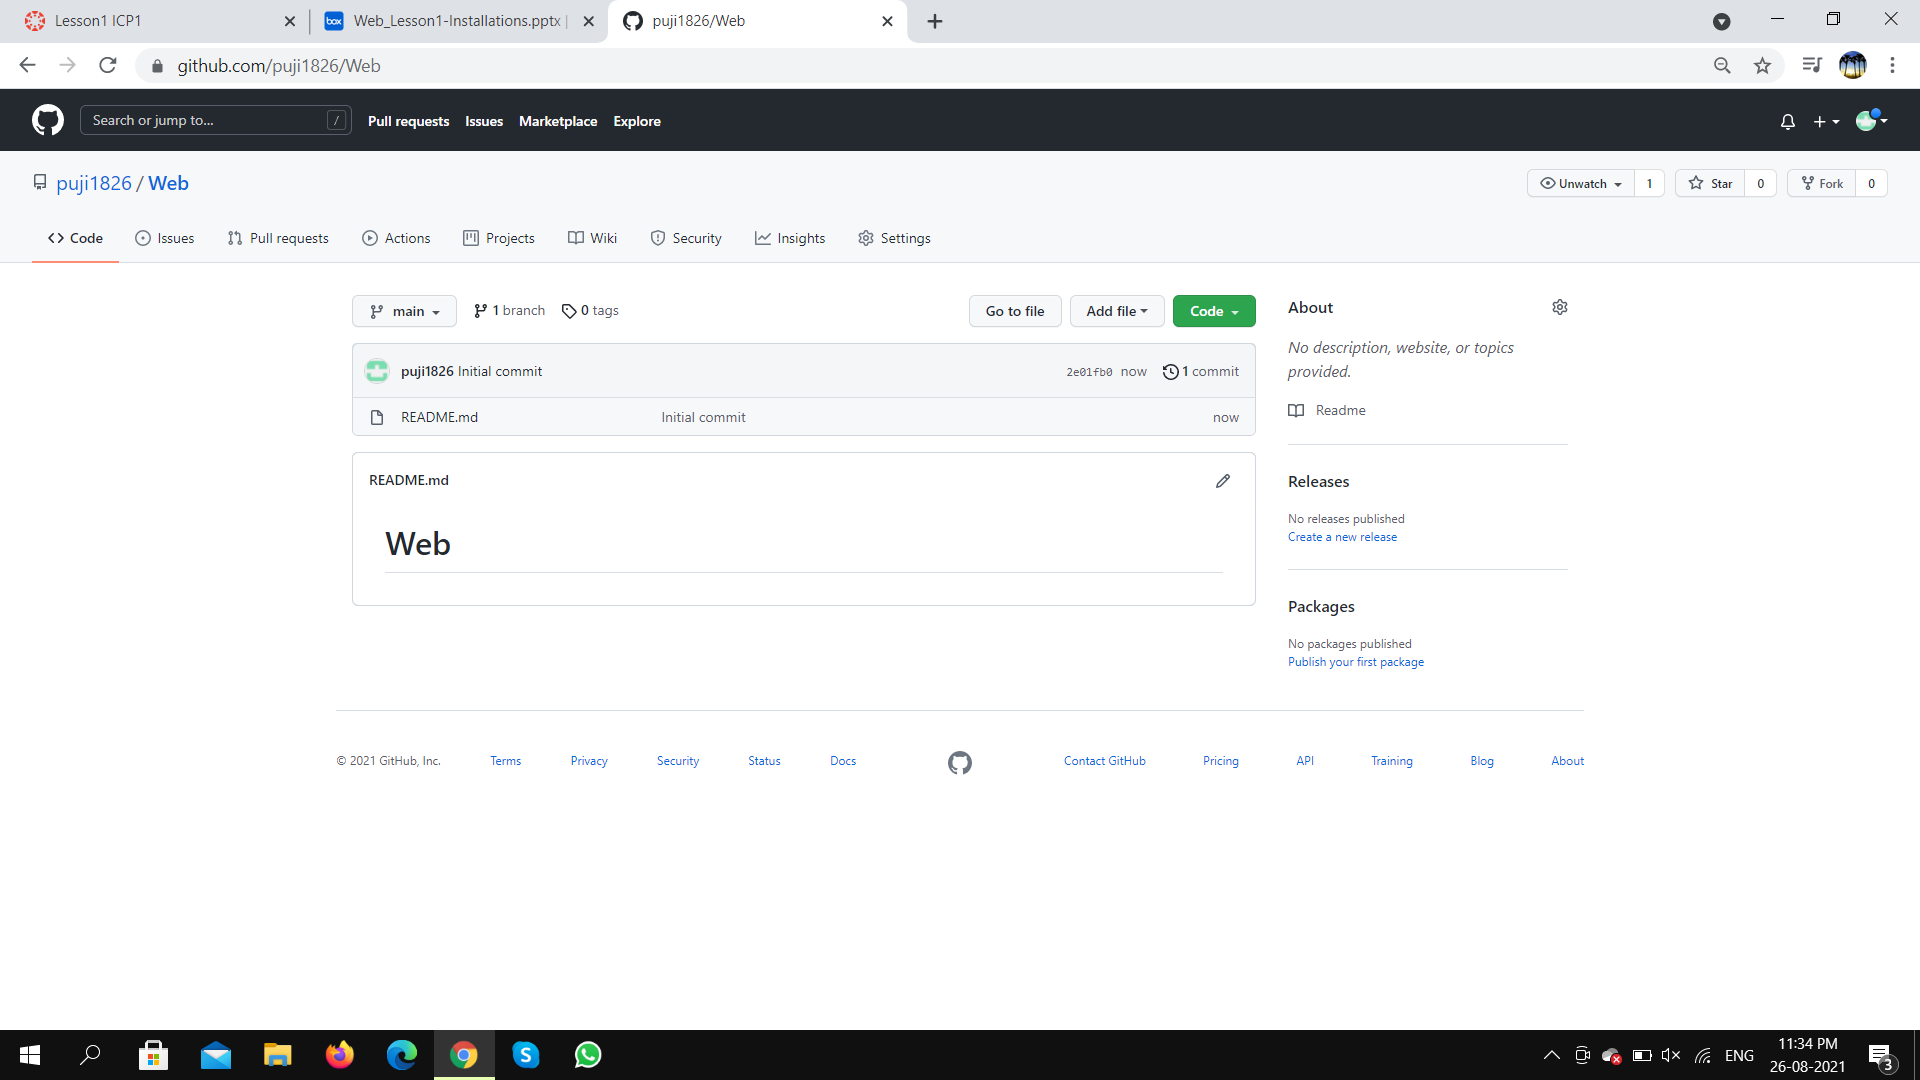 Lesson1 ICP1
Web_Lesson1-Installations.pptx |
puji1826/Web
github.com/puji1826/Web
Search or jump to...
/
Pull requests
Issues
Marketplace
Explore
puji1826 / Web
Unwatch
1
Star
0
Fork
0
Code
Issues
Pull requests
Actions
Projects
Wiki
Security
Insights
Settings
main
1 branch
0 tags
Go to file
Add file
Code
puji1826 Initial commit
2e01fb0 now
1 commit
README.md
Initial commit
now
README.md
Web
About
No description, website, or topics
provided.
Readme
Releases
No releases published
Create a new release
Packages
No packages published
Publish your first package
© 2021 GitHub, Inc.
Terms
Privacy
Security
Status
Docs
Contact GitHub
Pricing
API
Training
Blog
About
box
S
ENG
11:34 PM
26-08-2021
3